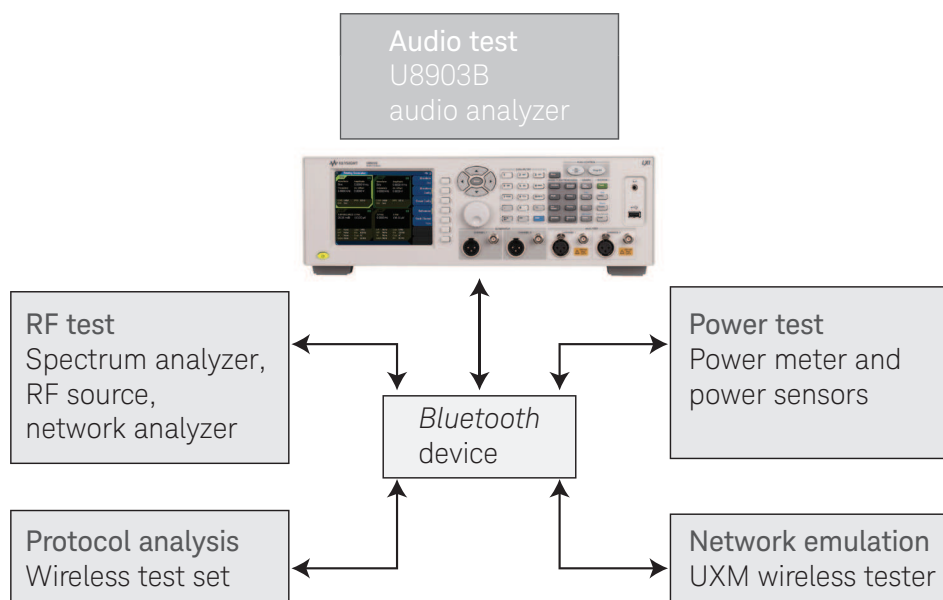 Audio test
U8903B
audio analyzer
KEYSIGHT
RF test
Spectrum analyzer,
RF source,
network analyzer
Power test
Power meter and
power sensors
Bluetooth
device
Protocol analysis
Wireless test set
Network emulation
UXM wireless tester